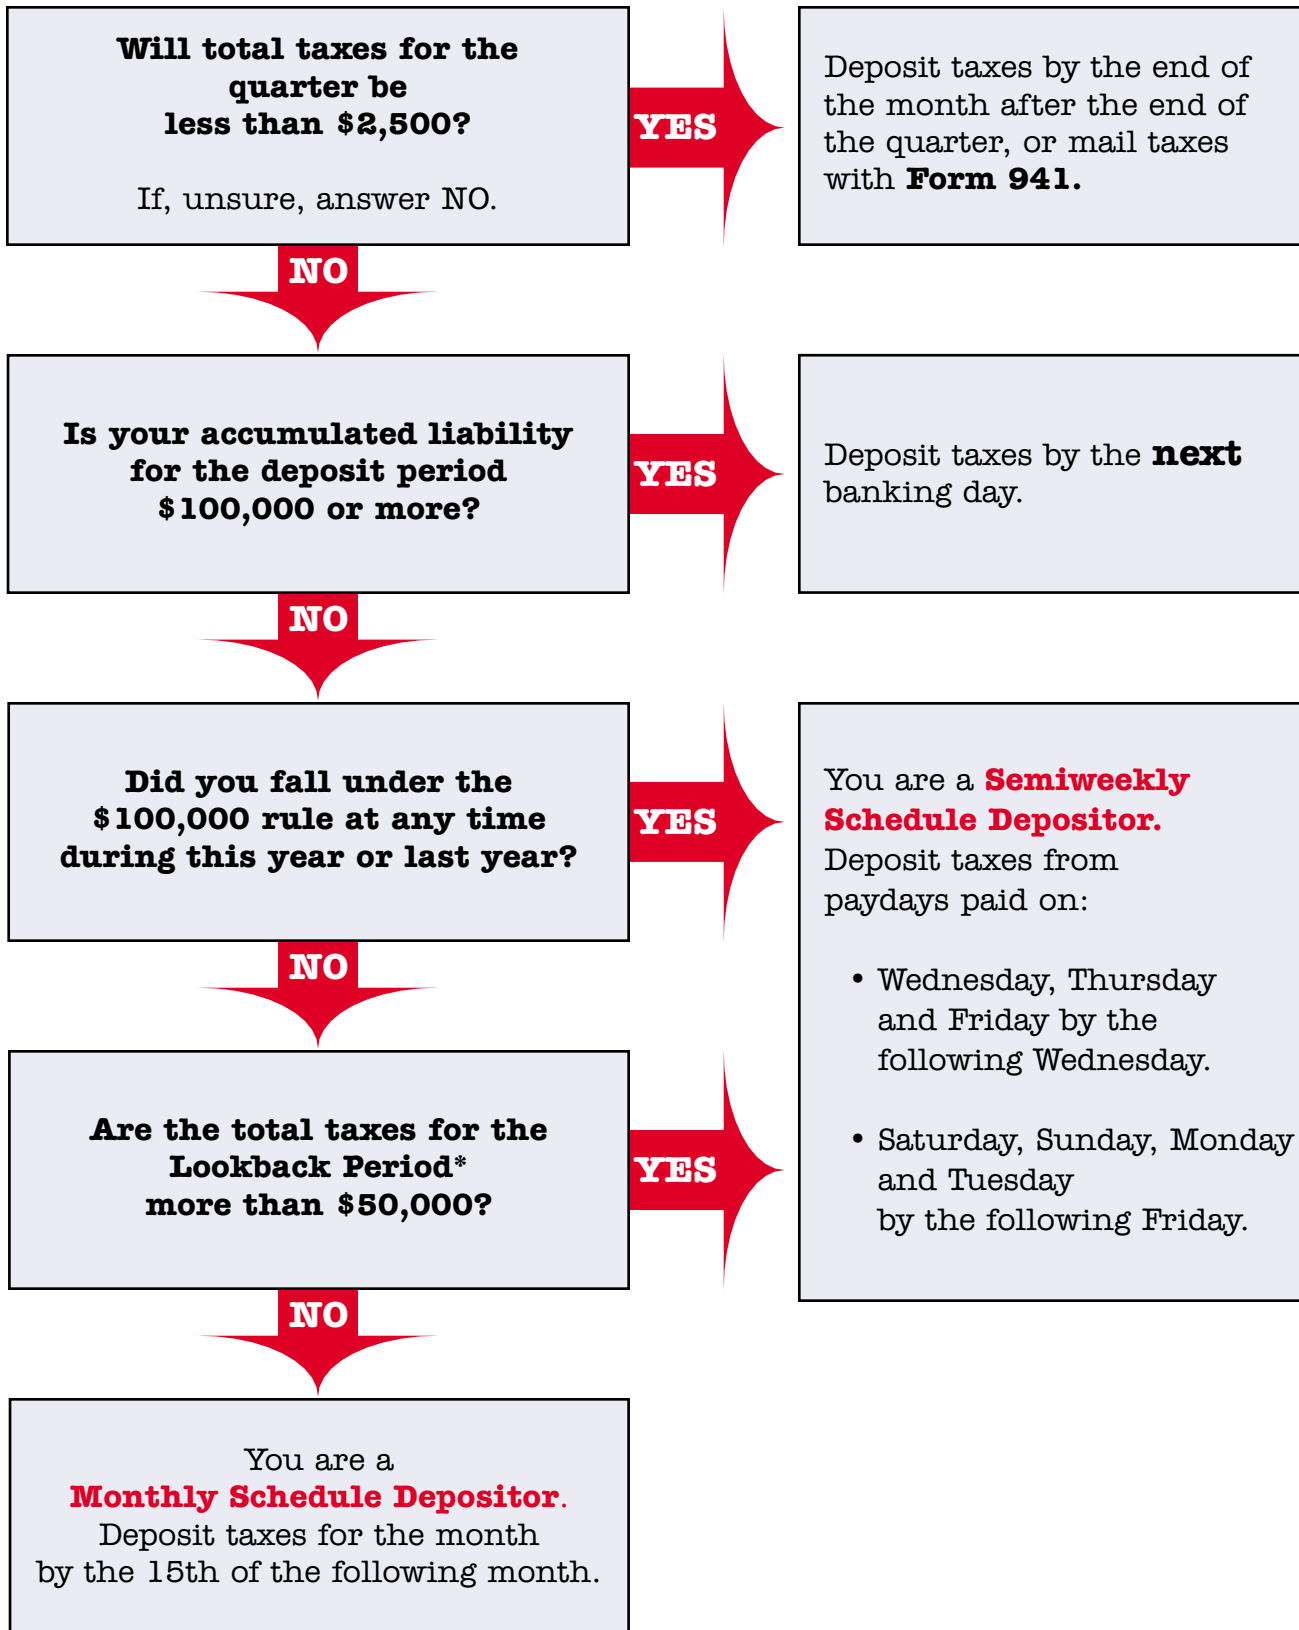 Will total taxes for the
quarter be
less than $2,500?
If, unsure, answer NO.
YES
Deposit taxes by the end of
the month after the end of
the quarter, or mail taxes
with Form 941.
NO
Is your accumulated liability
for the deposit period
$100,000 or more?
YES
Deposit taxes by the next
banking day.
NO
Did you fall under the
$100,000 rule at any time
during this year or last year?
YES
You are a Semiweekly
Schedule Depositor.
Deposit taxes from
paydays paid on:
• Wednesday, Thursday
and Friday by the
following Wednesday.
• Saturday, Sunday, Monday
and Tuesday
by the following Friday.
NO
Are the total taxes for the
Lookback Period*
more than $50,000?
YES
NO
You are a
Monthly Schedule Depositor.
Deposit taxes for the month
by the 15th of the following month.